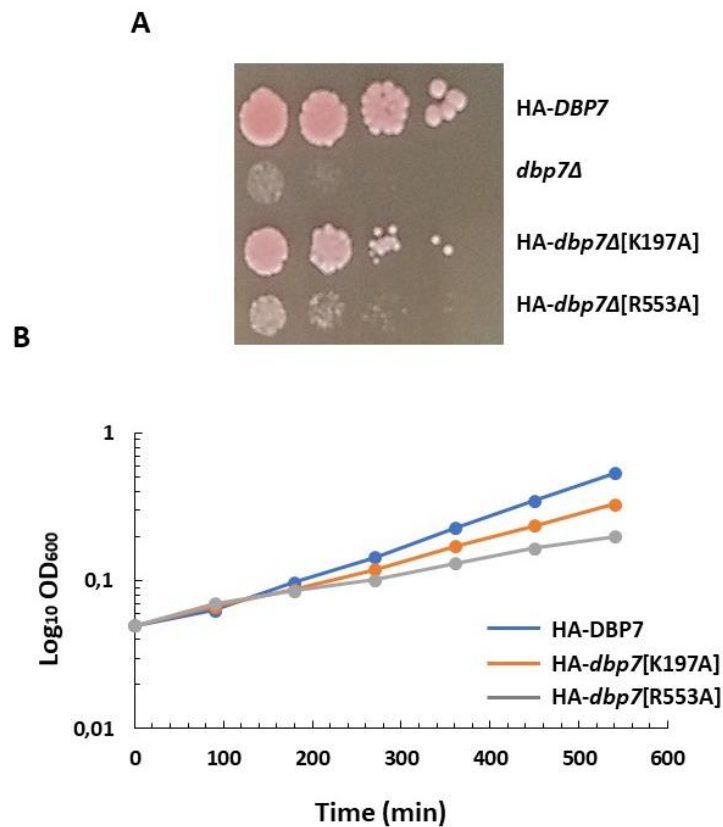 A
HA-DBP7
dbp7Δ
HA-dbp7Δ[K197A]
HA-dbp7Δ[R553A]
B
1
0,1
0,01
Log10 OD600
HA-DBP7
HA-dbp7[K197A]
HA-dbp7[R553A]
0 100 200 300 400 500 600
Time (min)